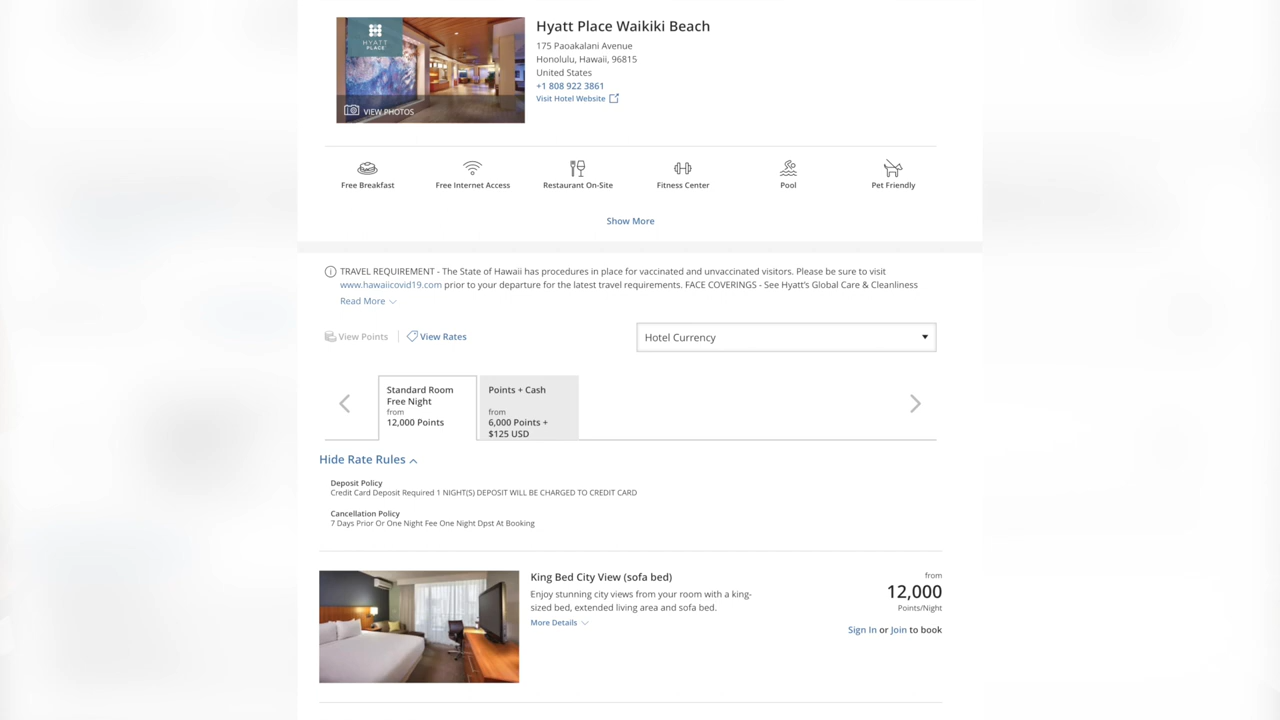 HYATT
PLACE
VIEW PHOTOS
Hyatt Place Waikiki Beach
175 Paoakalani Avenue
Honolulu, Hawaii, 96815
United States
+1 808 922 3861
Visit Hotel Website
Free Breakfast
Free Internet Access
Restaurant On-Site
Fitness Center
Pool
Pet Friendly
Show More
TRAVEL REQUIREMENT - The State of Hawaii has procedures in place for vaccinated and unvaccinated visitors. Please be sure to visit
www.hawaiicovid19.com prior to your departure for the latest travel requirements. FACE COVERINGS - See Hyatt's Global Care & Cleanliness
Read More
View Points
View Rates
Hotel Currency
Standard Room
Free Night
from
12,000 Points
Points + Cash
from
6,000 Points +
$125 USD
Hide Rate Rules
Deposit Policy
Credit Card Deposit Required 1 NIGHT(S) DEPOSIT WILL BE CHARGED TO CREDIT CARD
Cancellation Policy
7 Days Prior Or One Night Fee One Night Dpst At Booking
King Bed City View (sofa bed)
Enjoy stunning city views from your room with a king-
sized bed, extended living area and sofa bed.
More Details
from
12,000
Points/Night
Sign In or Join to book